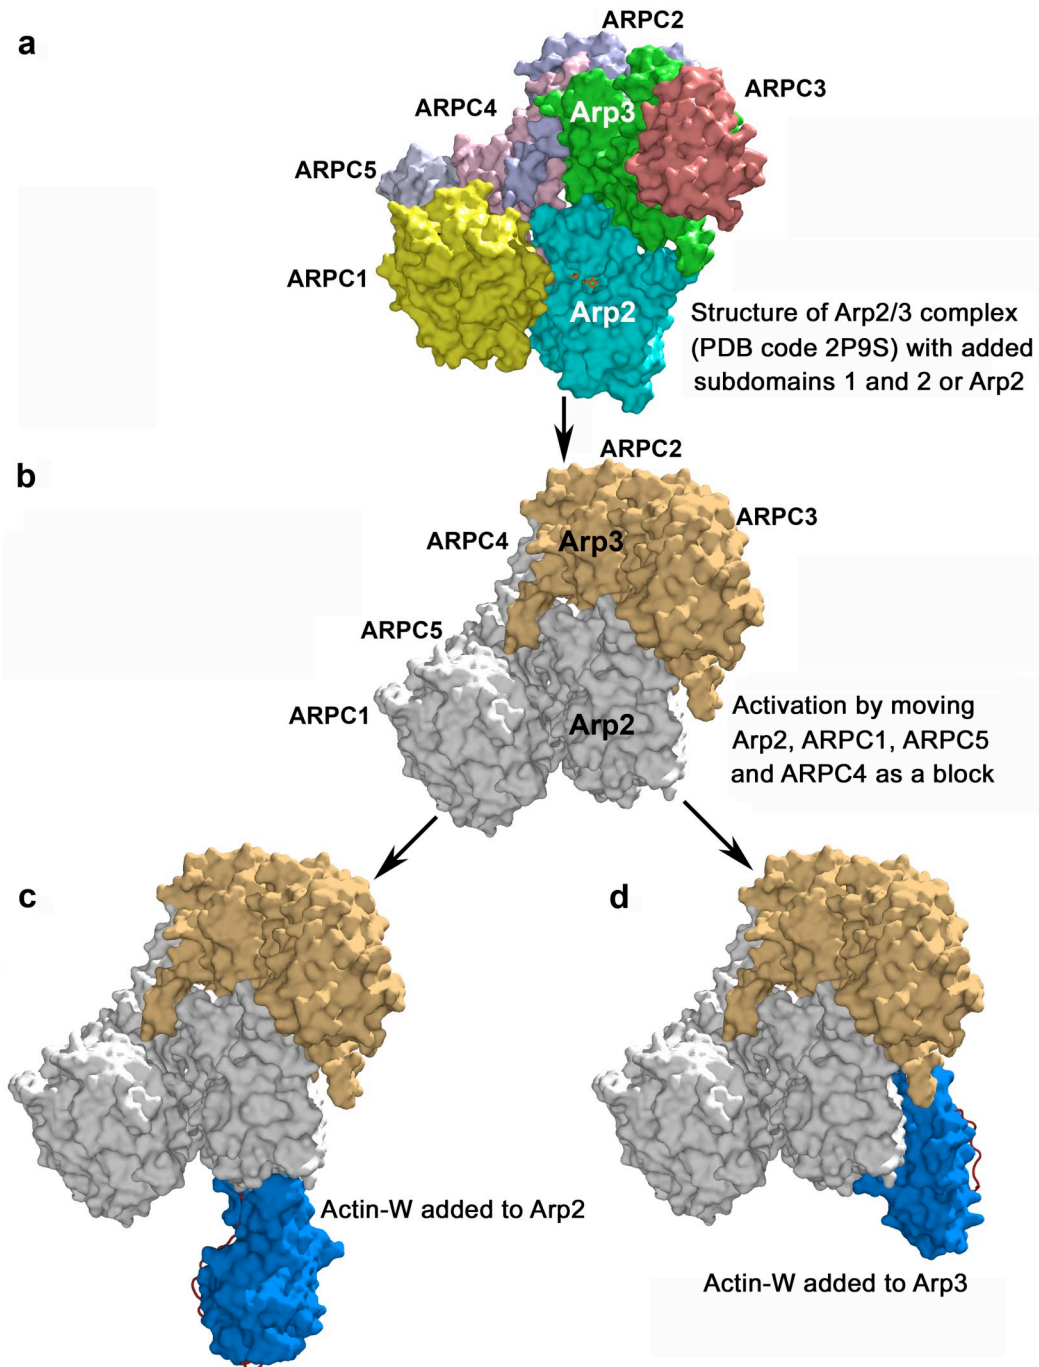 a
ARPC2
ARPC3
Arp3
ARPC4
ARPC5
ARPC1
Arp2
Structure of Arp2/3 complex
(PDB code 2P9S) with added
subdomains 1 and 2 or Arp2
b
ARPC2
ARPC3
ARPC4
Arp3
ARPC5
ARPC1
Arp2
Activation by moving
Arp2, ARPC1, ARPC5
and ARPC4 as a block
c
Actin-W added to Arp2
d
Actin-W added to Arp3